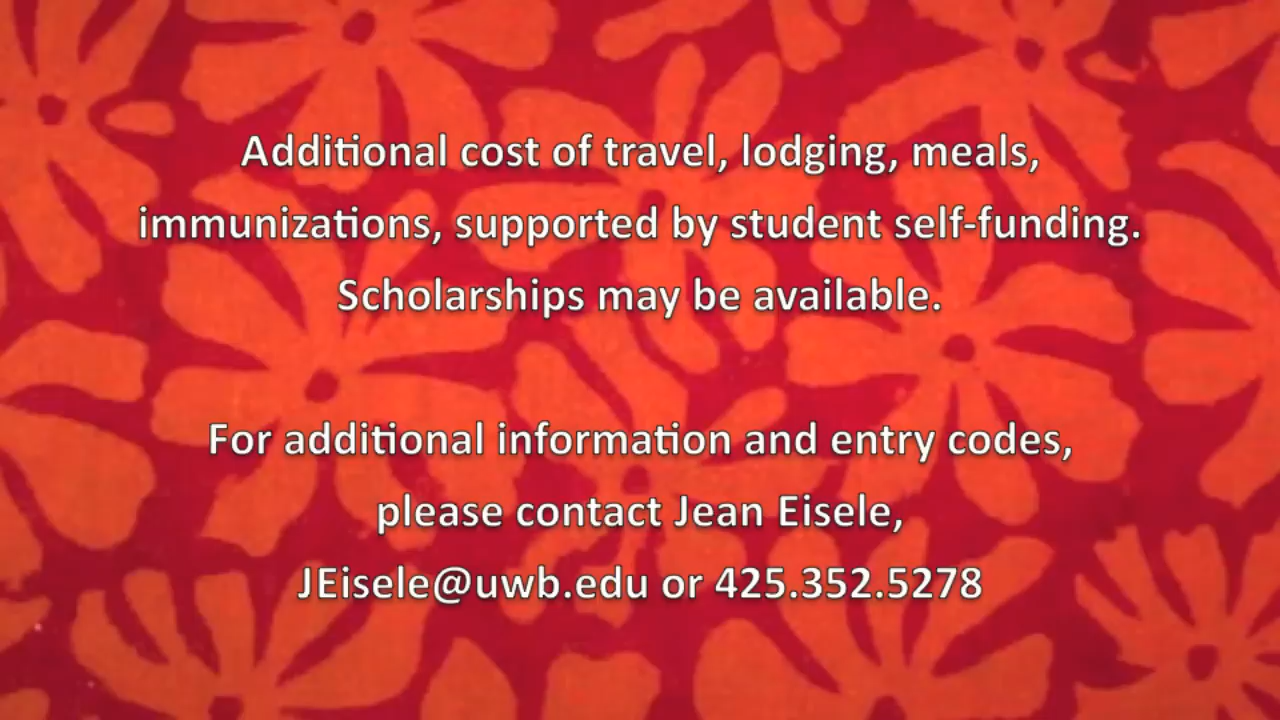 Additional cost of travel, lodging, meals,
immunizations, supported by student self-funding.
Scholarships may be available.
For additional information and entry codes,
please contact Jean Eisele,
JEisele@uwb.edu or 425.352.5278